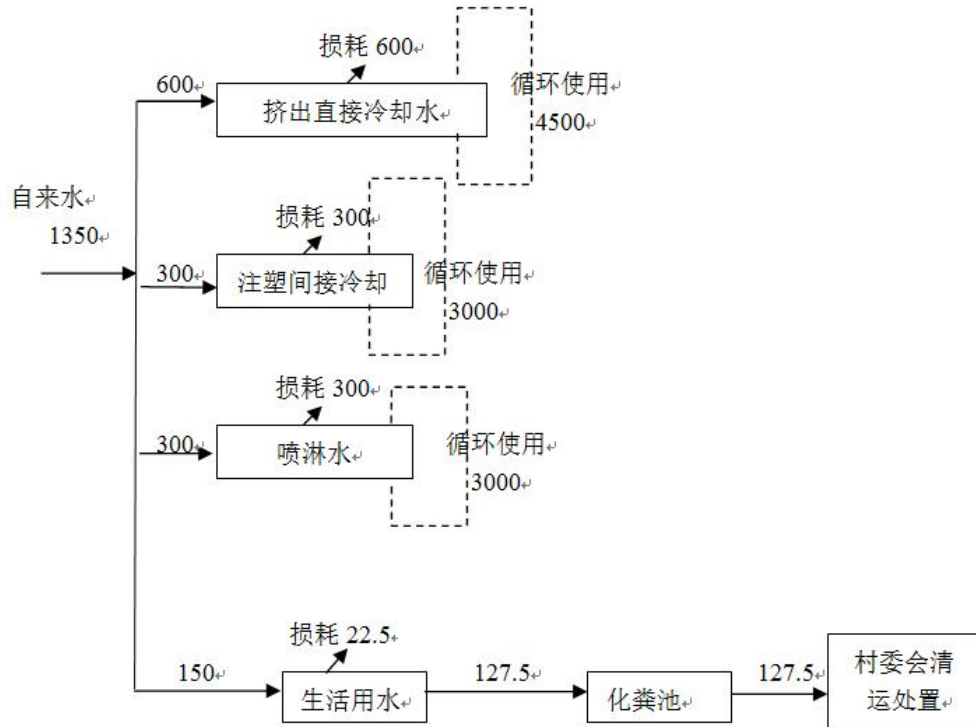 损耗 600
600
挤出直接冷却水
循环使用
4500
自来水
1350
损耗 300
300
注塑间接冷却
循环使用
3000
损耗 300
300
喷淋水
循环使用
3000
损耗 22.5
150
生活用水
127.5
化粪池
127.5
村委会清
运处置